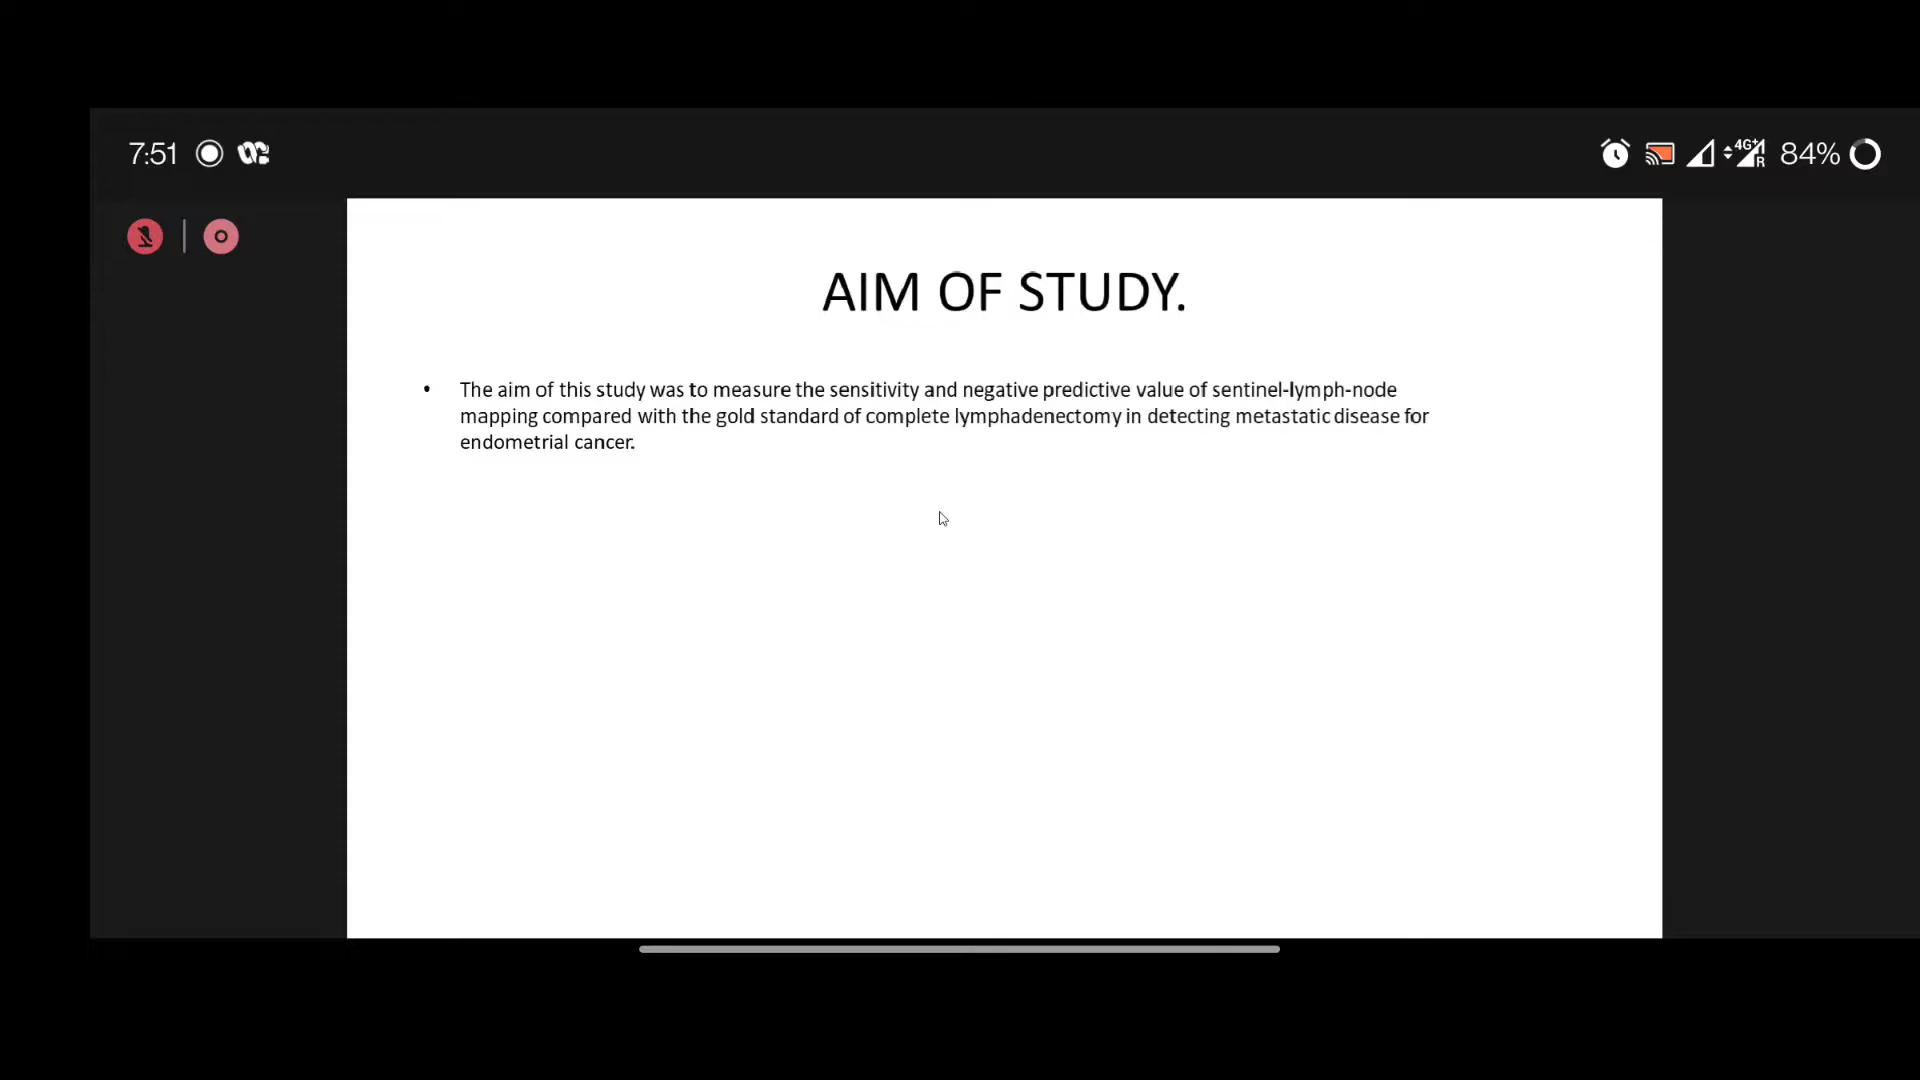 7:51
4G+
R
84%
AIM OF STUDY.
• The aim of this study was to measure the sensitivity and negative predictive value of sentinel-lymph-node
mapping compared with the gold standard of complete lymphadenectomy in detecting metastatic disease for
endometrial cancer.